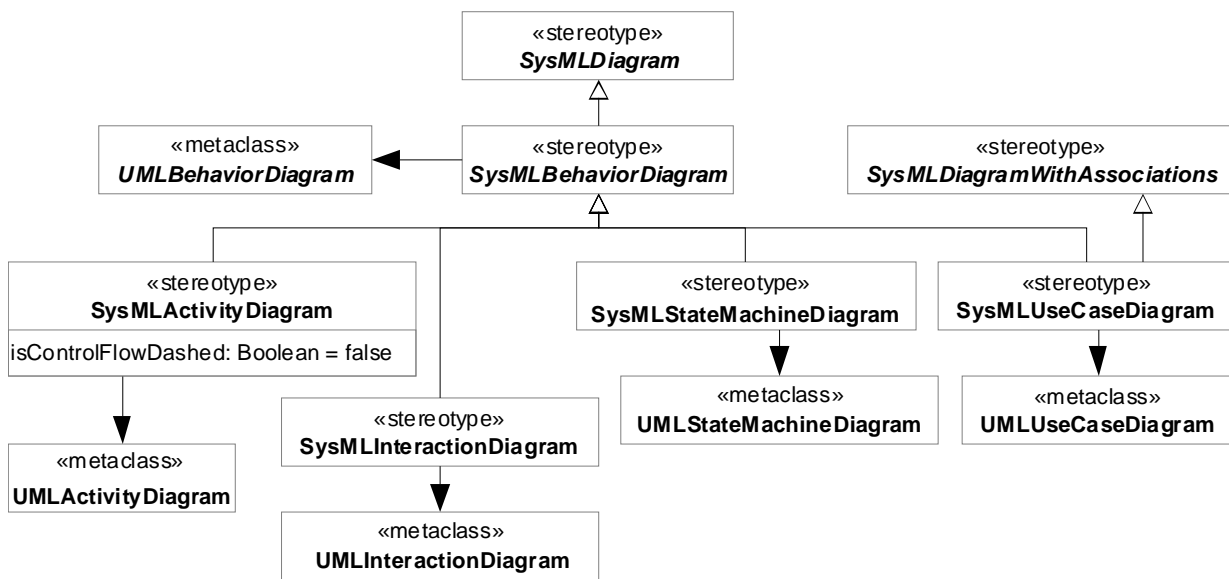 «stereotype»
SysMLDiagram
«metaclass»
UMLBehaviorDiagram
«stereotype»
SysMLBehaviorDiagram
«stereotype»
SysMLDiagramWithAssociations
«stereotype»
SysMLActivityDiagram
isControlFlowDashed: Boolean = false
«stereotype»
SysMLStateMachineDiagram
«stereotype»
SysMLUseCaseDiagram
«metaclass»
UMLStateMachineDiagram
«metaclass»
UMLUseCaseDiagram
«stereotype»
SysMLInteractionDiagram
«metaclass»
UMLActivityDiagram
«metaclass»
UMLInteractionDiagram